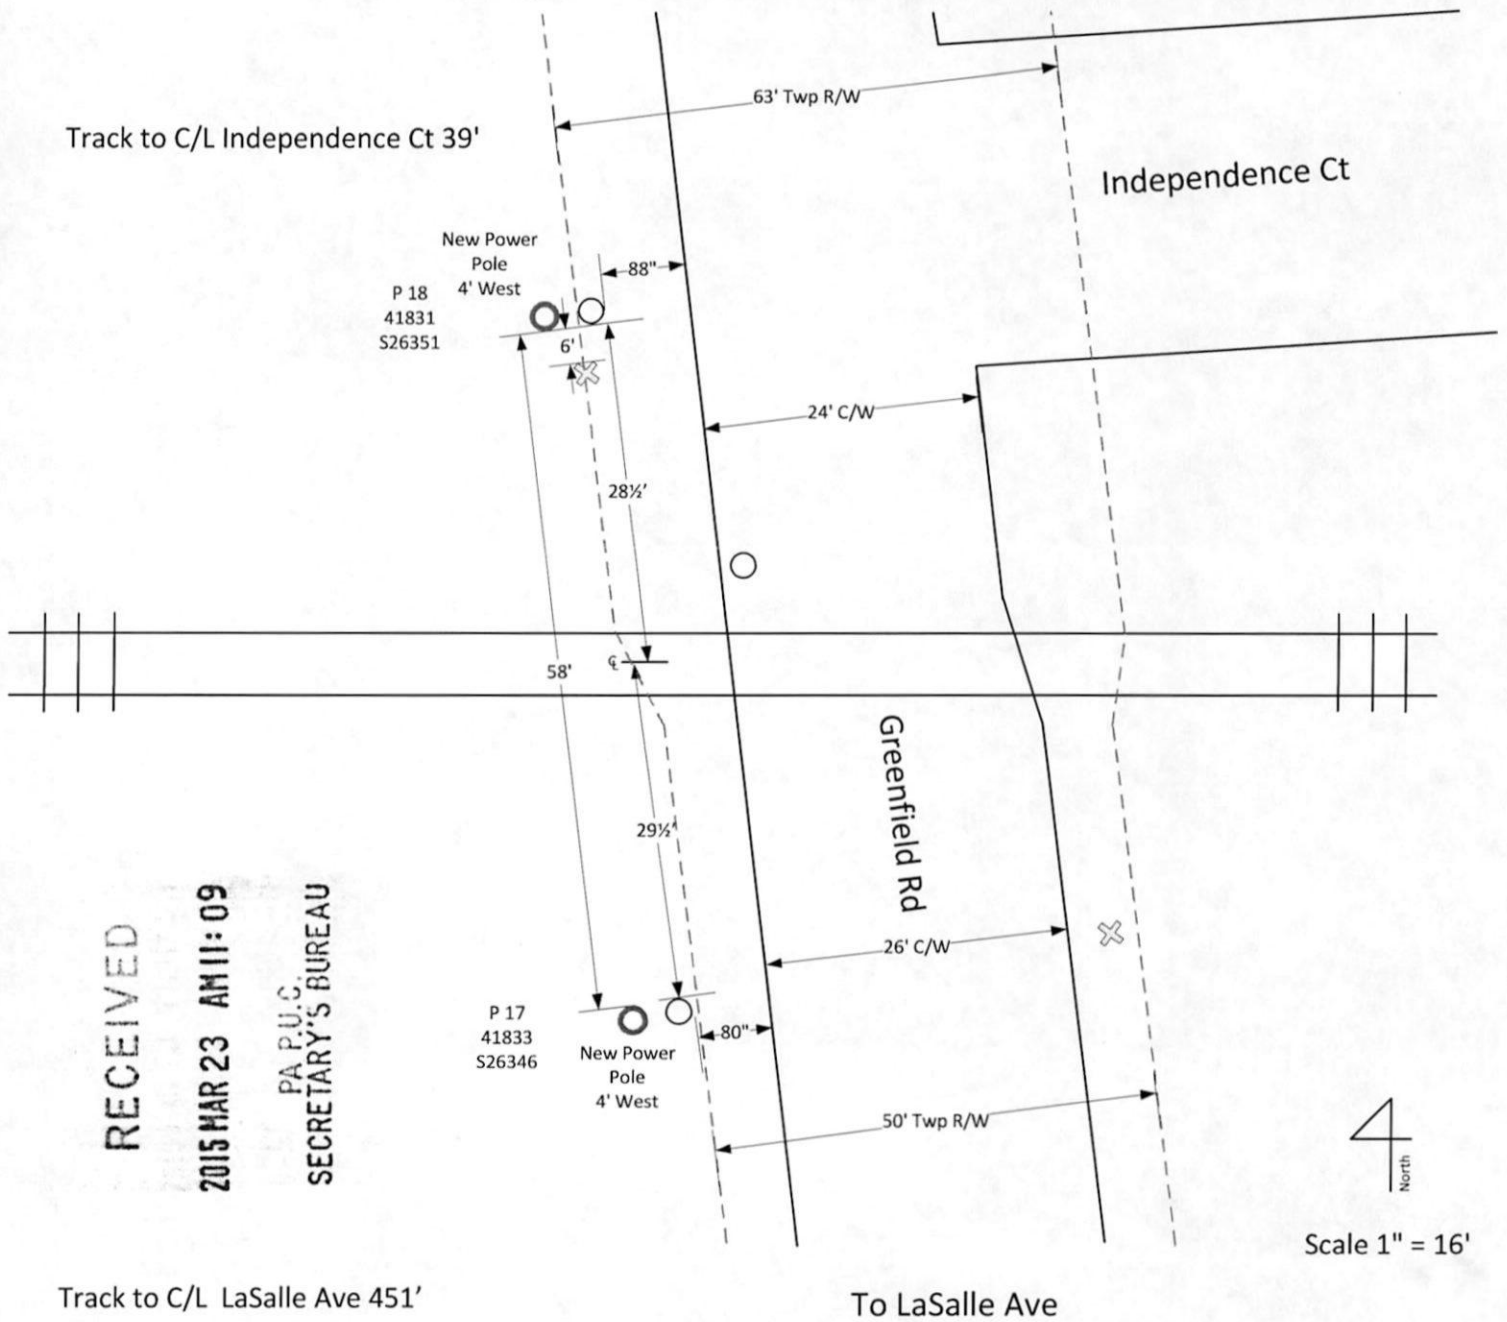 63' Twp R/W
Track to C/L Independence Ct 39'
Independence Ct
New Power
Pole
4' West
88"
P 18
41831
S26351
6'
24' C/W
28½'
58'
℄
Greenfield Rd
29½'
26' C/W
RECEIVED
2015 MAR 23 AM 11:09
PA P.U.C.
SECRETARY'S BUREAU
P 17
41833
S26346
80"
New Power
Pole
4' West
50' Twp R/W
North
Scale 1" = 16'
Track to C/L LaSalle Ave 451'
To LaSalle Ave